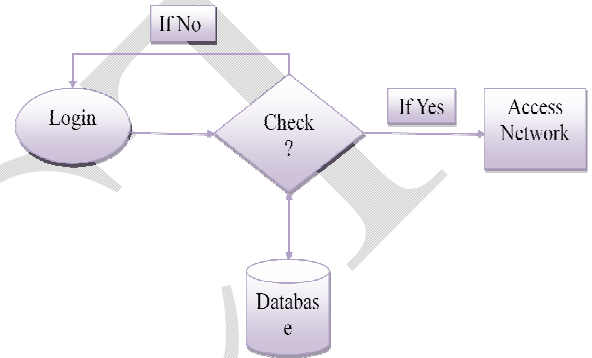 If No
Login
Check
?
If Yes
Access
Network
Databas
e